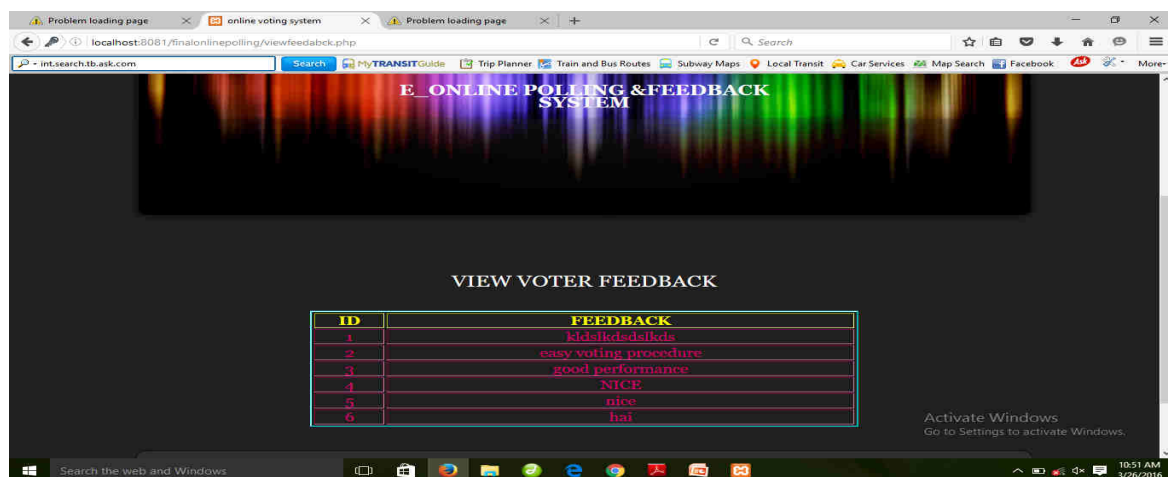 Problem loading page
online voting system
Problem loading page
localhost:8081/finalonlinepolling/viewfeedabck.php
Search
- int.search.tb.ask.com
Search
MyTRANSITGuide
Trip Planner
Train and Bus Routes
Subway Maps
Local Transit
Car Services
Map Search
Facebook
Ask
More-
E_ONLINE POLLING &FEEDBACK
SYSTEM
VIEW VOTER FEEDBACK
ID FEEDBACK
1 kldslkdsdslkds
2 easy voting procedure
3 good performance
4 NICE
5 nice
6 hai
Activate Windows
Go to Settings to activate Windows.
Search the web and Windows
10:51 AM
3/26/2016